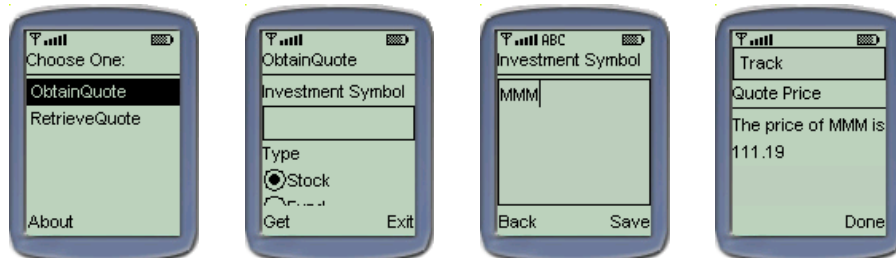 Choose One:
ObtainQuote
RetrieveQuote
About
ObtainQuote
Investment Symbol
Type
Stock
Get Exit
ABC
Investment Symbol
MMM
Back Save
Track
Quote Price
The price of MMM is
111.19
Done